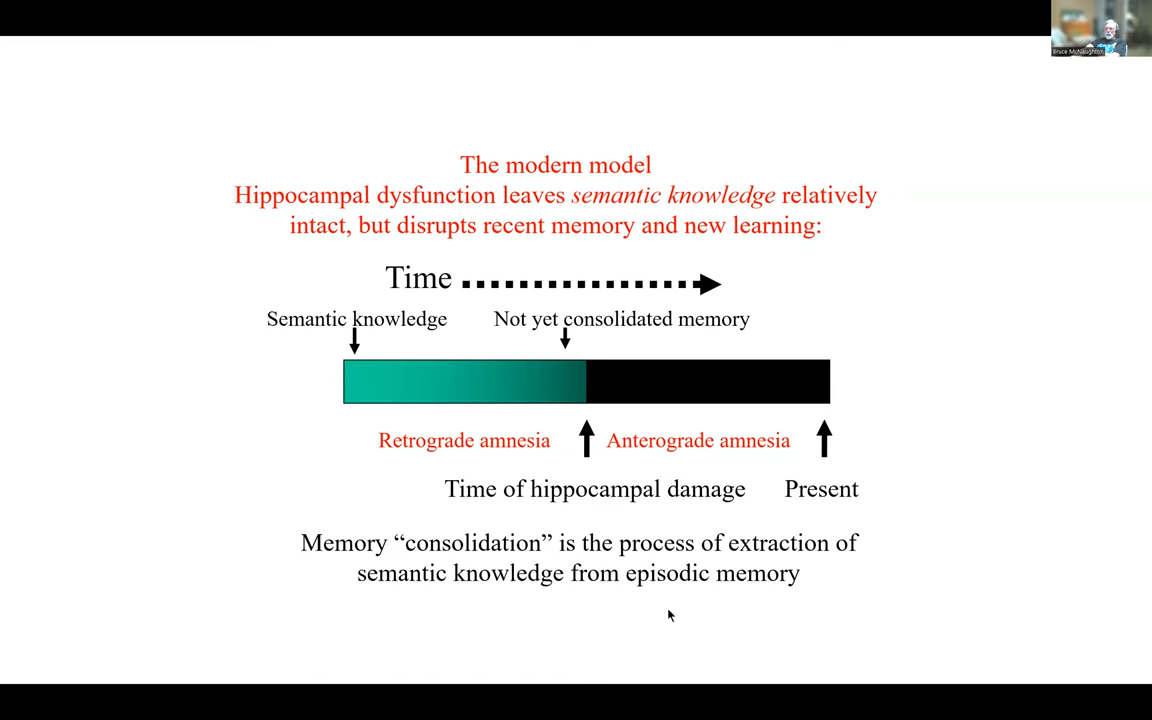 Bruce McNaughton
The modern model
Hippocampal dysfunction leaves semantic knowledge relatively
intact, but disrupts recent memory and new learning:
Time
Semantic knowledge
Not yet consolidated memory
Retrograde amnesia
Anterograde amnesia
Time of hippocampal damage
Present
Memory “consolidation” is the process of extraction of
semantic knowledge from episodic memory